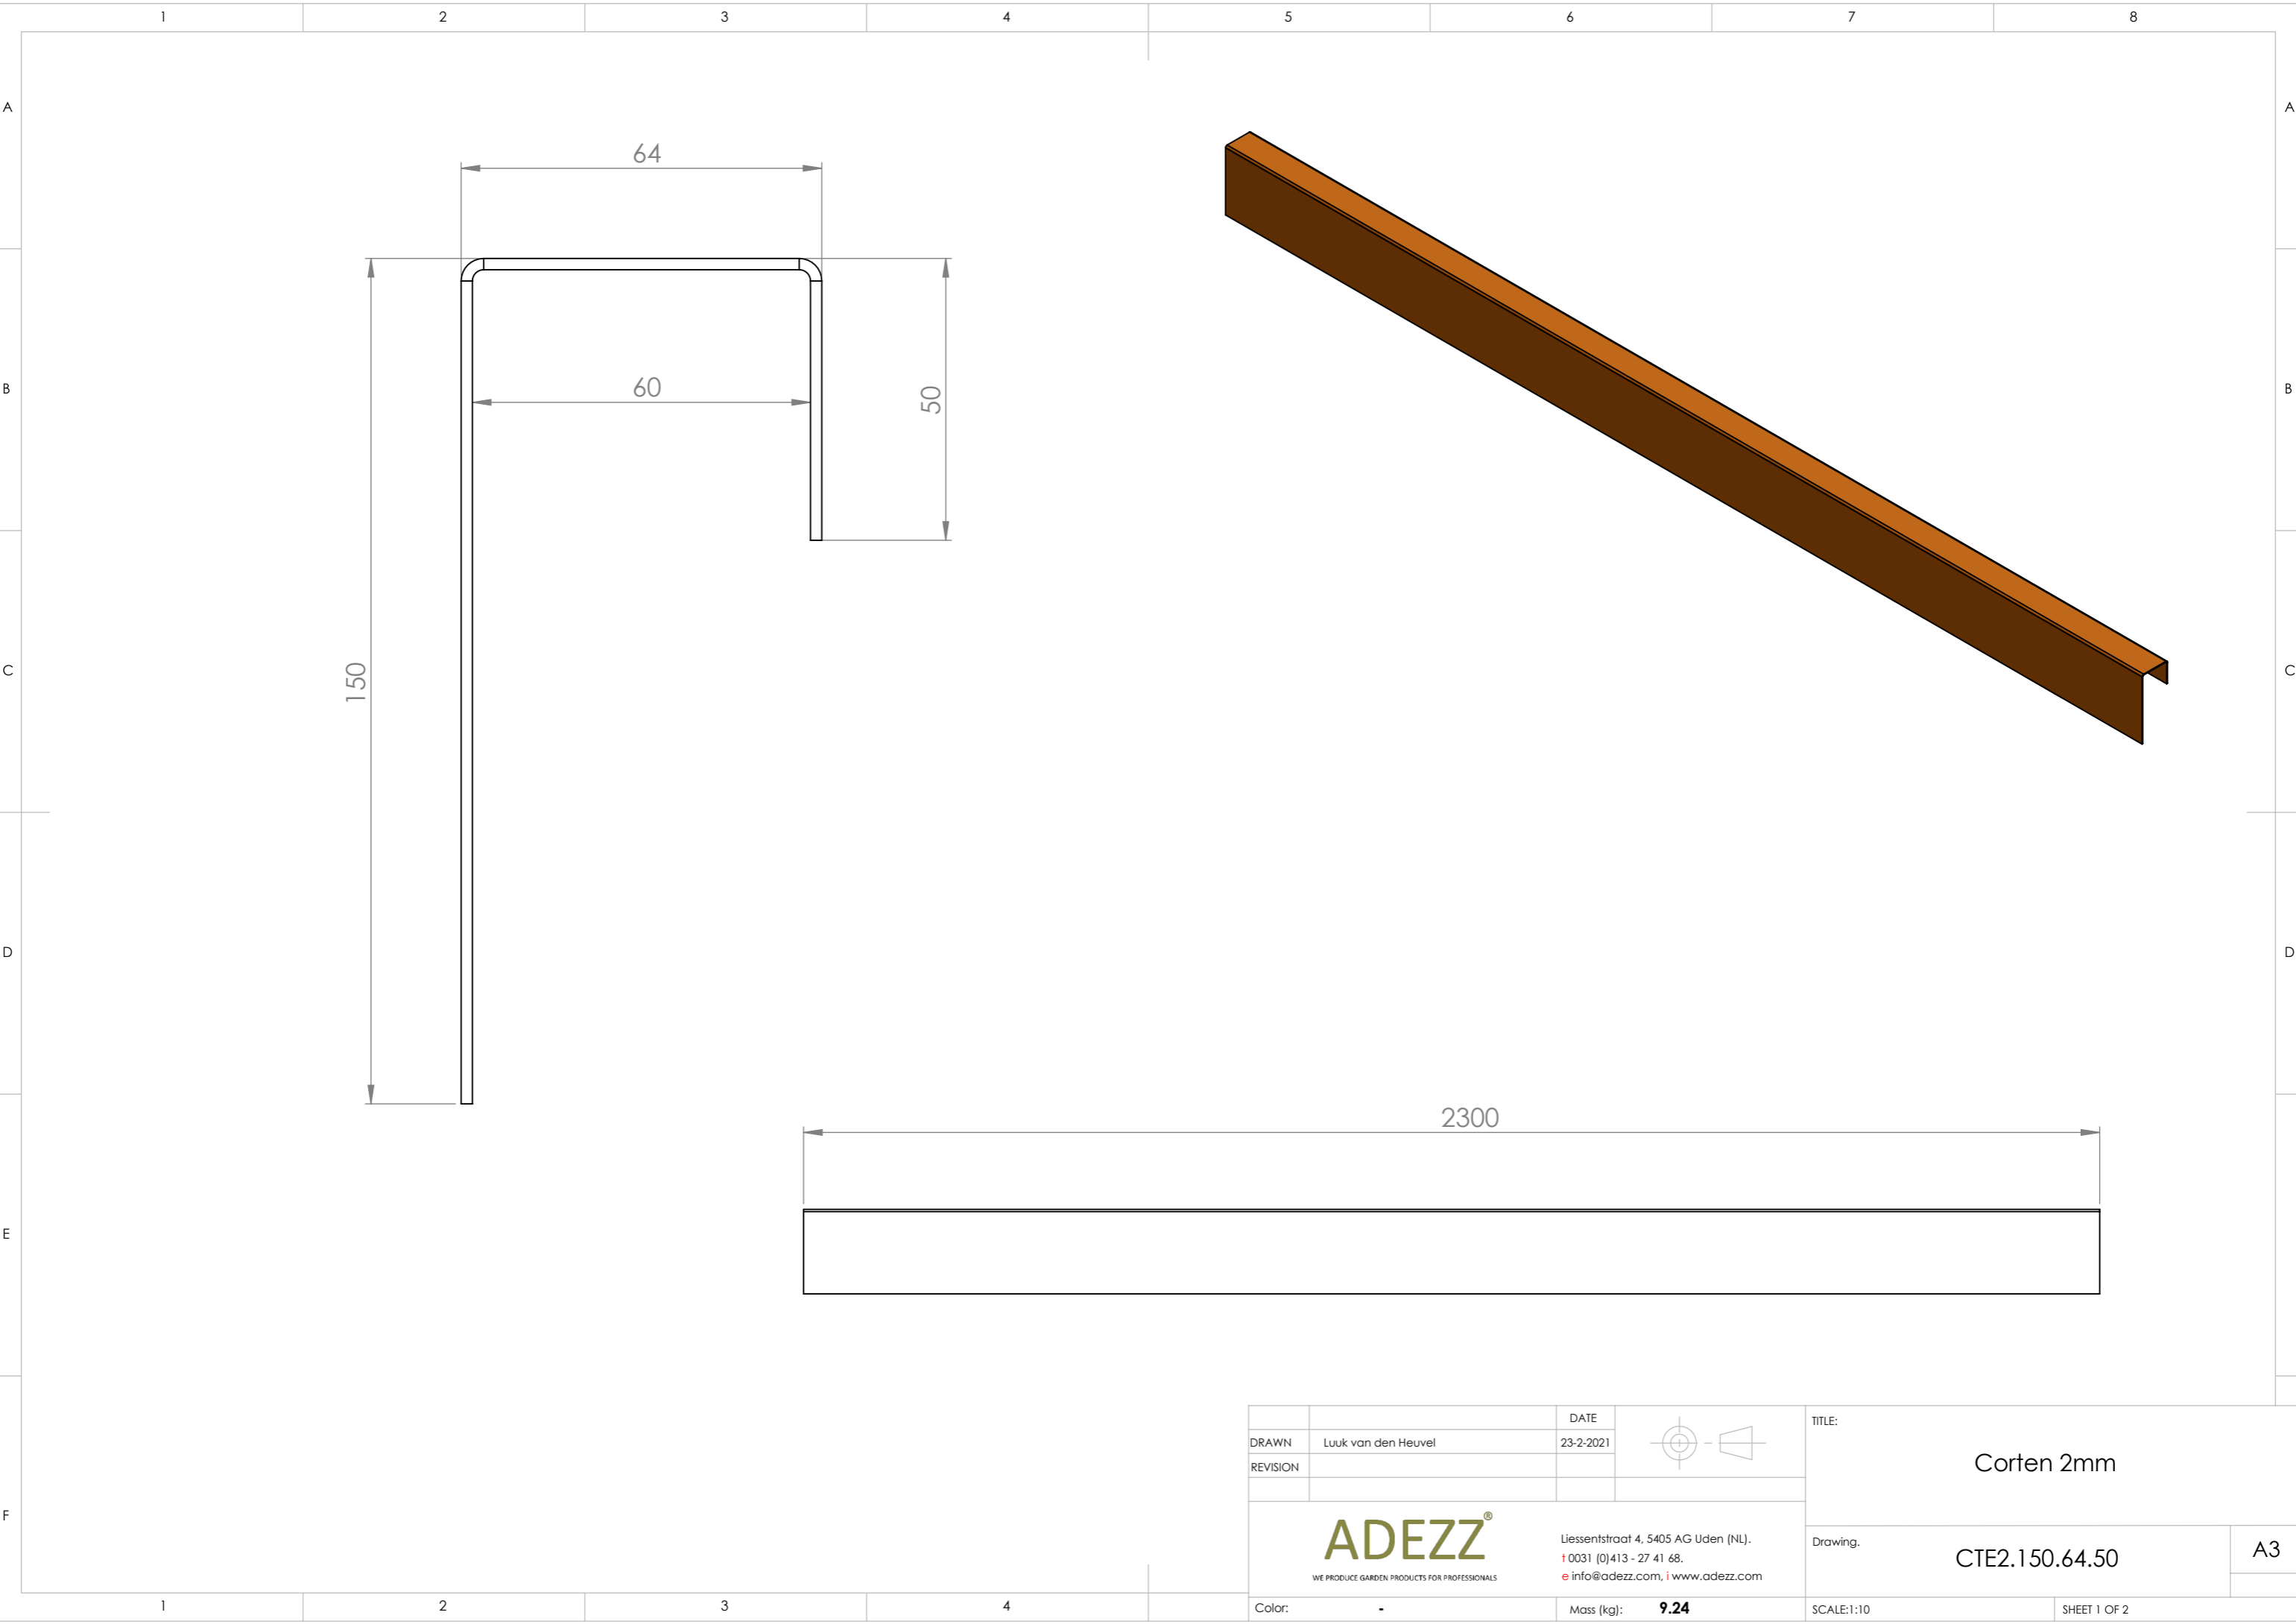 1 2 3 4 5 6 7 8
A A
64
B B
60
50
C C
150
D D
2300
E E
DATE
DRAWN Luuk van den Heuvel 23-2-2021
REVISION
TITLE:
Corten 2mm
F
ADEZZ®
WE PRODUCE GARDEN PRODUCTS FOR PROFESSIONALS
Liessentstraat 4, 5405 AG Uden (NL).
t 0031 (0)413 - 27 41 68.
e info@adezz.com, i www.adezz.com
Drawing.
CTE2.150.64.50
A3
Color: -
Mass (kg): 9.24
SCALE:1:10
SHEET 1 OF 2
1 2 3 4